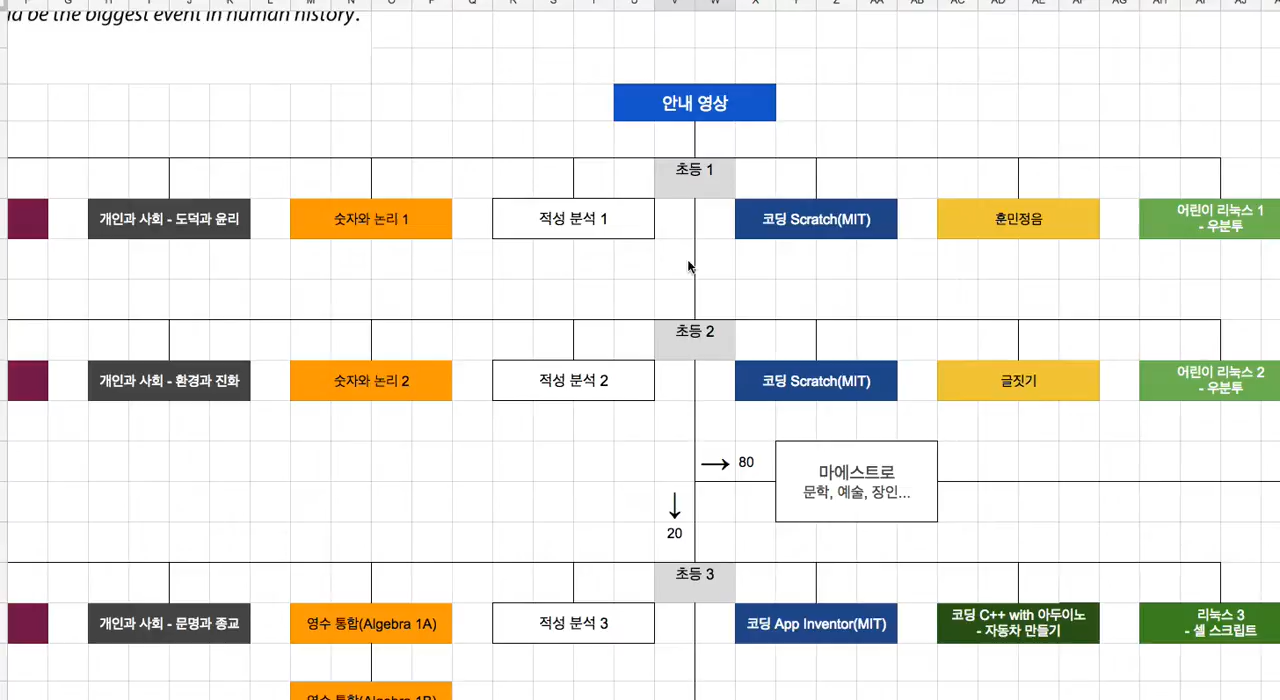 ld be the biggest event in human history.
안내 영상
초등 1
개인과 사회 - 도덕과 윤리
숫자와 논리 1
적성 분석 1
코딩 Scratch(MIT)
훈민정음
어린이 리눅스 1
- 우분투
초등 2
개인과 사회 - 환경과 진화
숫자와 논리 2
적성 분석 2
코딩 Scratch(MIT)
글짓기
어린이 리눅스 2
- 우분투
→ 80
마에스트로
문학, 예술, 장인...
↓
20
초등 3
개인과 사회 - 문명과 종교
영수 통합(Algebra 1A)
적성 분석 3
코딩 App Inventor(MIT)
코딩 C++ with 아두이노
- 자동차 만들기
리눅스 3
- 셸 스크립트
영수 통합(Algebra 1B)